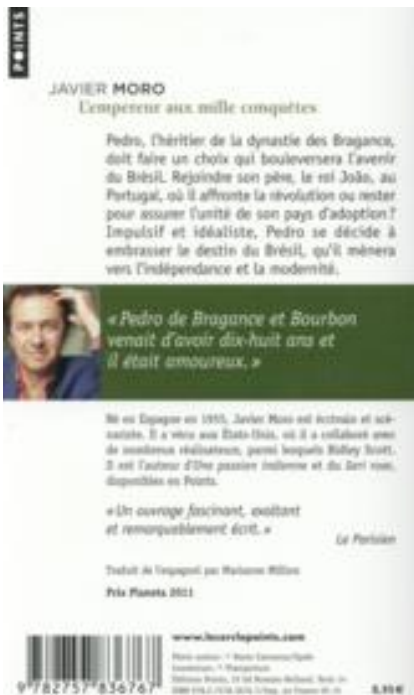 POINTS
JAVIER MORO
L'empereur aux mille conquêtes
Pedro, l'héritier de la dynastie des Bragance,
doit faire un choix qui bouleversera l'avenir
du Brésil. Rejoindre son père, le roi João, au
Portugal, où il affronte la révolution ou rester
pour assurer l'unité de son pays d'adoption ?
Impulsif et idéaliste, Pedro se décide à
embrasser le destin du Brésil, qu'il mènera
vers l'indépendance et la modernité.
« Pedro de Bragance et Bourbon
venait d'avoir dix-huit ans et
il était amoureux. »
Né en Espagne en 1955, Javier Moro est écrivain et scé-
nariste. Il a vécu aux États-Unis, où il a collaboré avec
de nombreux réalisateurs, parmi lesquels Ridley Scott.
Il est l'auteur d'Une passion indienne et du Sari rose,
disponibles en Points.
« Un ouvrage fascinant, exaltant
et remarquablement écrit. »
Le Parisien
Traduit de l'espagnol par Marianne Millon
Prix Planeta 2011
www.lecerclepoints.com
9 782757 836767